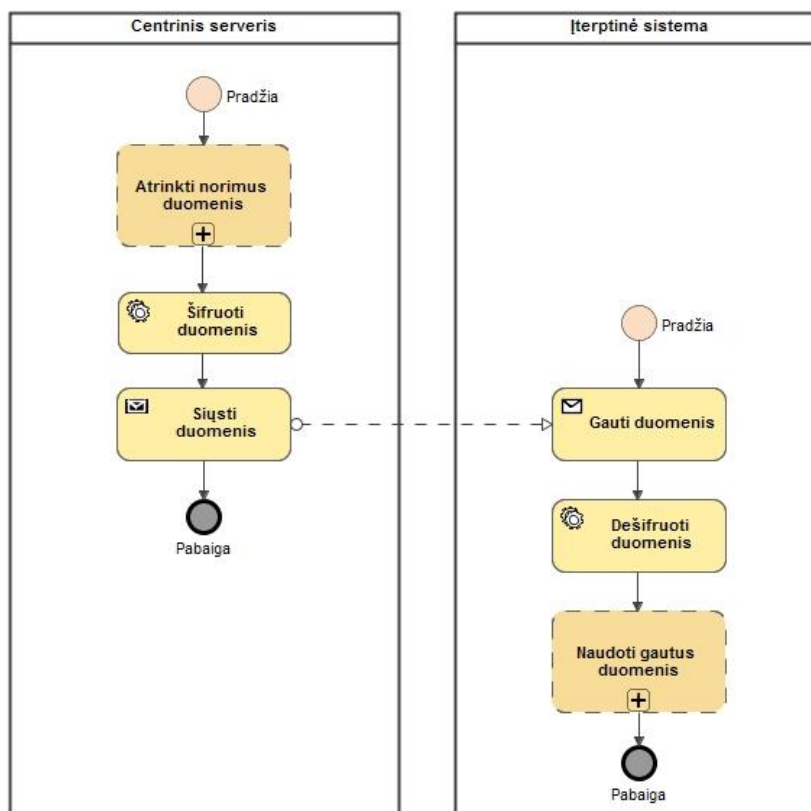 Centrinis serveris
Pradžia
Atrinkti norimus
duomenis
Šifruoti
duomenis
Siųsti
duomenis
Pabaiga
Įterptinė sistema
Pradžia
Gauti duomenis
Dešifruoti
duomenis
Naudoti gautus
duomenis
Pabaiga